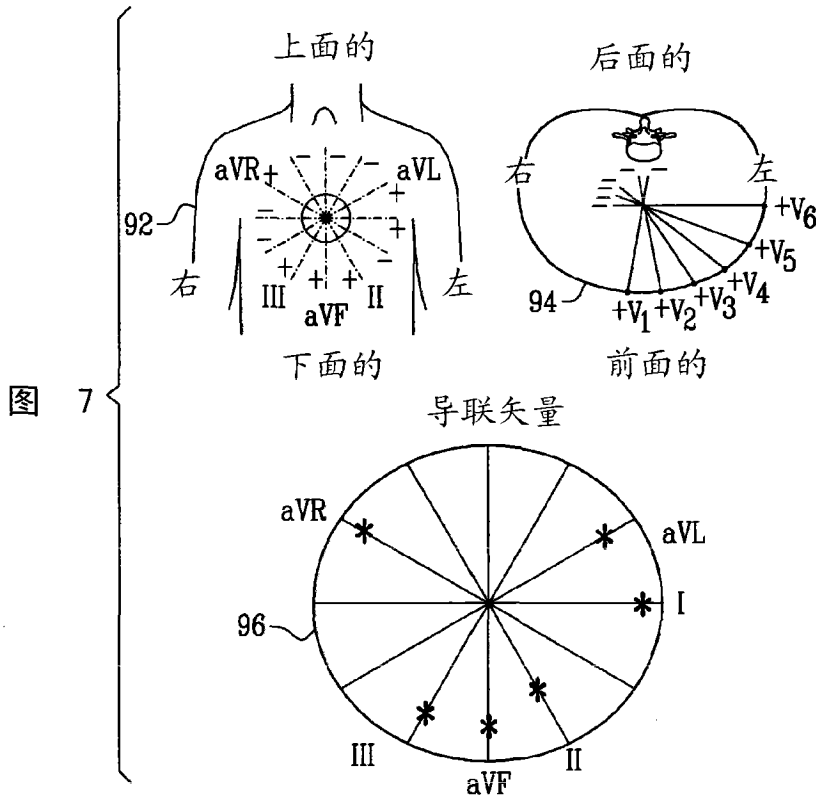 上面的
后面的
aVR
aVL
右
左
92
+V6
+V5
+V4
+V3
+V2
+V1
94
右
左
III
aVF
II
下面的
前面的
图 7
导联矢量
aVR
aVL
I
96
III
aVF
II